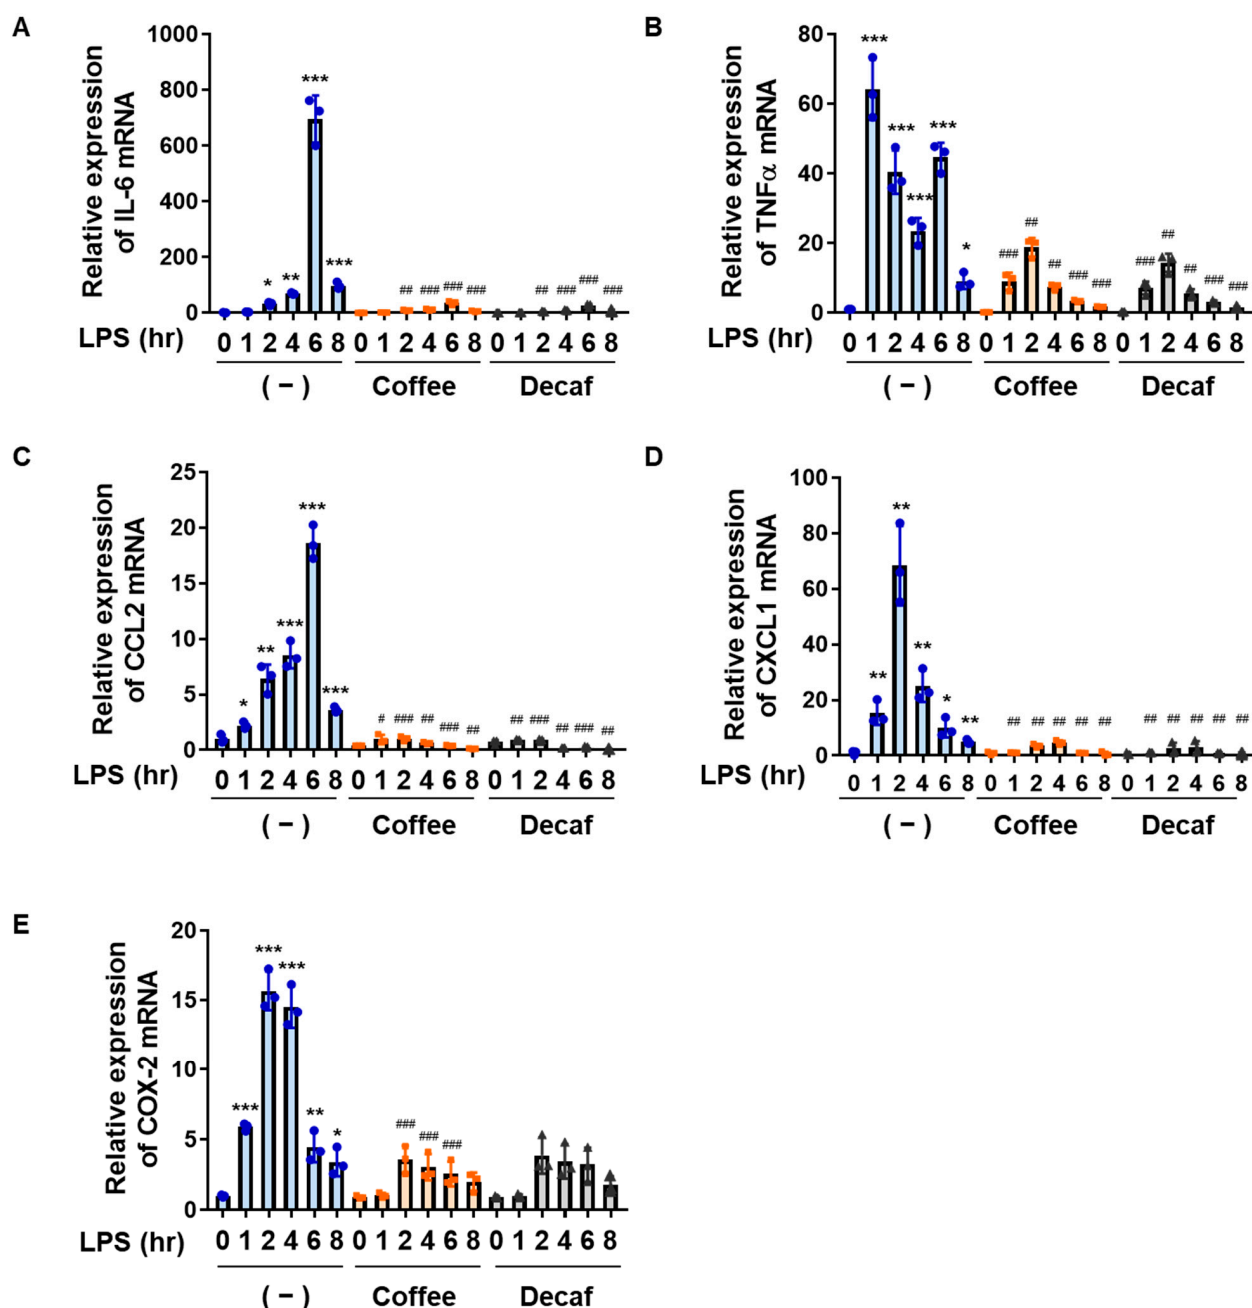 A
Relative expression
of IL-6 mRNA
1000
800
600
400
200
0
*
**
***
***
##
###
###
###
##
###
###
###
LPS (hr)
0 1 2 4 6 8 0 1 2 4 6 8 0 1 2 4 6 8
( − ) Coffee Decaf
B
Relative expression
of TNFα mRNA
80
60
40
20
0
***
***
***
***
*
###
##
##
###
###
###
##
##
###
###
LPS (hr)
0 1 2 4 6 8 0 1 2 4 6 8 0 1 2 4 6 8
( − ) Coffee Decaf
C
Relative expression
of CCL2 mRNA
25
20
15
10
5
0
*
**
***
***
***
#
###
##
###
##
##
###
##
###
##
LPS (hr)
0 1 2 4 6 8 0 1 2 4 6 8 0 1 2 4 6 8
( − ) Coffee Decaf
D
Relative expression
of CXCL1 mRNA
100
80
60
40
20
0
**
**
**
*
**
## ## ## ## ##
## ## ## ## ##
LPS (hr)
0 1 2 4 6 8 0 1 2 4 6 8 0 1 2 4 6 8
( − ) Coffee Decaf
E
Relative expression
of COX-2 mRNA
20
15
10
5
0
***
***
***
**
*
###
###
###
LPS (hr)
0 1 2 4 6 8 0 1 2 4 6 8 0 1 2 4 6 8
( − ) Coffee Decaf